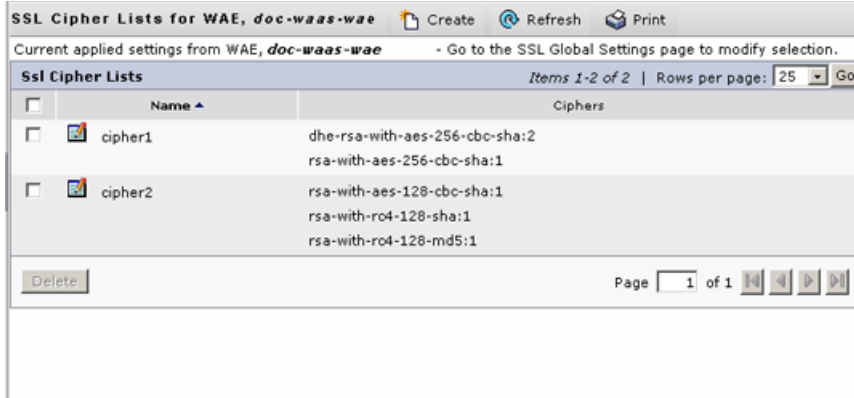 SSL Cipher Lists for WAE, doc-waas-wae Create Refresh Print
Current applied settings from WAE, doc-waas-wae - Go to the SSL Global Settings page to modify selection.
Ssl Cipher Lists Items 1-2 of 2 | Rows per page: 25 Go
Name Ciphers
cipher1 dhe-rsa-with-aes-256-cbc-sha:2
rsa-with-aes-256-cbc-sha:1
cipher2 rsa-with-aes-128-cbc-sha:1
rsa-with-rc4-128-sha:1
rsa-with-rc4-128-md5:1
Delete Page 1 of 1